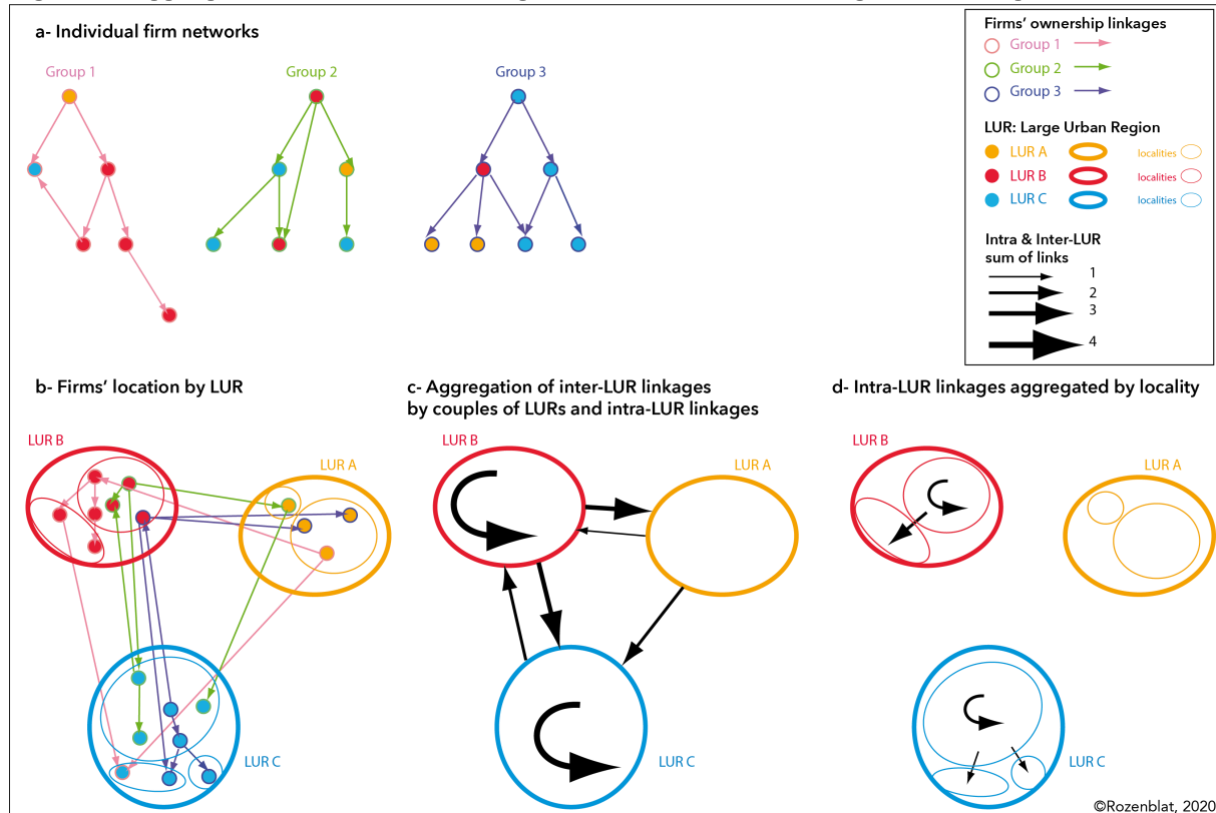 a- Individual firm networks
Group 1
Group 2
Group 3
Firms' ownership linkages
Group 1
Group 2
Group 3
LUR: Large Urban Region
LUR A localities
LUR B localities
LUR C localities
Intra & Inter-LUR
sum of links
1
2
3
4
b- Firms' location by LUR
LUR B
LUR A
LUR C
c- Aggregation of inter-LUR linkages
by couples of LURs and intra-LUR linkages
LUR B
LUR A
LUR C
d- Intra-LUR linkages aggregated by locality
LUR B
LUR A
LUR C
©Rozenblat, 2020